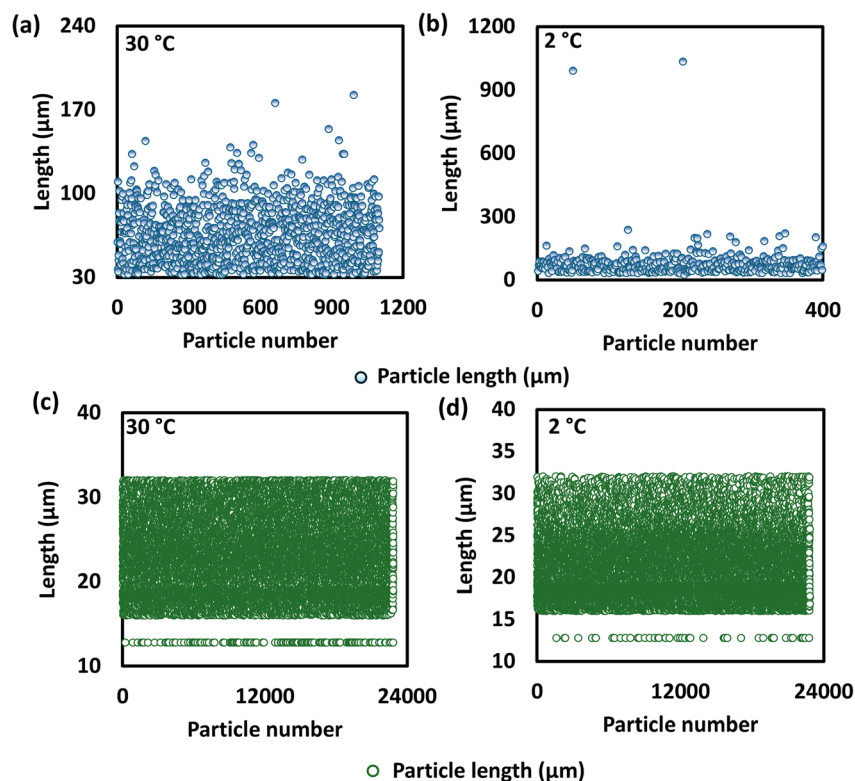 (a)
240
170
100
30
Length (µm)
30 °C
0 300 600 900 1200
Particle number
(b)
1200
900
600
300
0
Length (µm)
2 °C
0 200 400
Particle number
Particle length (µm)
(c)
40
30
20
10
Length (µm)
30 °C
0 12000 24000
Particle number
(d)
40
35
30
25
20
15
10
Length (µm)
2 °C
0 12000 24000
Particle number
Particle length (µm)